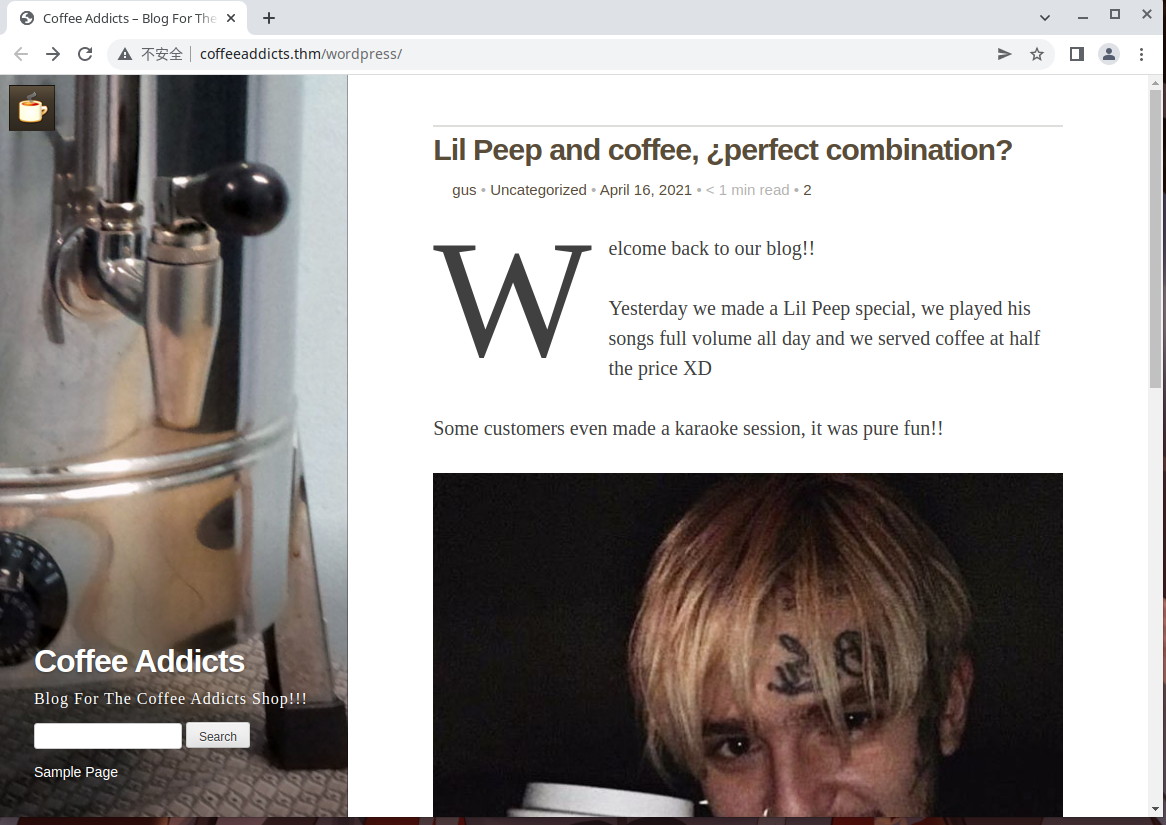 Coffee Addicts – Blog For The
不安全 coffeeaddicts.thm/wordpress/
Lil Peep and coffee, ¿perfect combination?
gus • Uncategorized • April 16, 2021 • < 1 min read • 2
Welcome back to our blog!!
Yesterday we made a Lil Peep special, we played his
songs full volume all day and we served coffee at half
the price XD
Some customers even made a karaoke session, it was pure fun!!
Coffee Addicts
Blog For The Coffee Addicts Shop!!!
Search
Sample Page